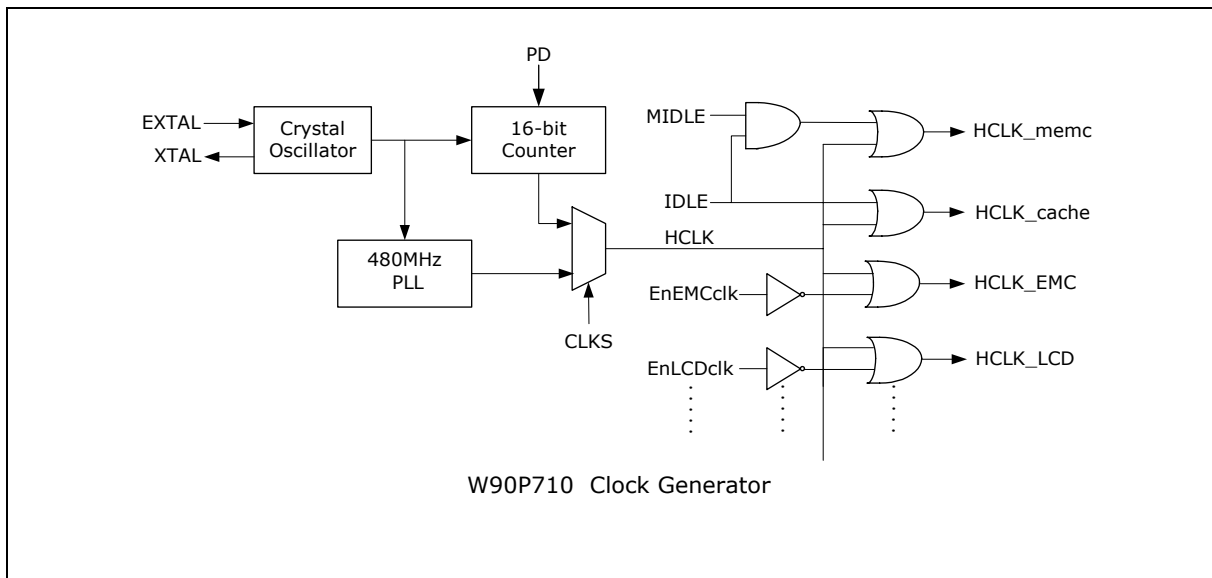 PD
EXTAL
XTAL
Crystal
Oscillator
16-bit
Counter
480MHz
PLL
CLKS
HCLK
MIDLE
IDLE
EnEMCclk
EnLCDclk
HCLK_memc
HCLK_cache
HCLK_EMC
HCLK_LCD
W90P710 Clock Generator